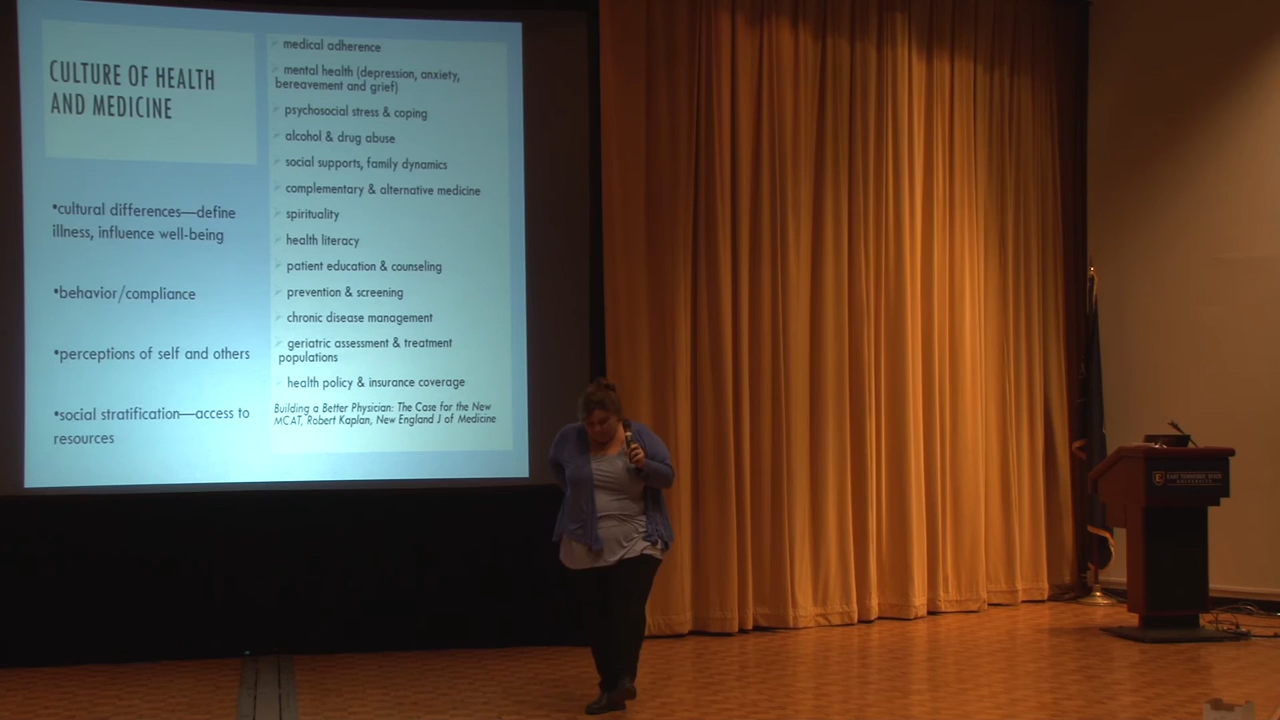 CULTURE OF HEALTH
AND MEDICINE
•cultural differences—define
illness, influence well-being
•behavior/compliance
•perceptions of self and others
•social stratification—access to
resources
medical adherence
mental health (depression, anxiety,
bereavement and grief)
psychosocial stress & coping
alcohol & drug abuse
social supports, family dynamics
complementary & alternative medicine
spirituality
health literacy
patient education & counseling
prevention & screening
chronic disease management
geriatric assessment & treatment
populations
health policy & insurance coverage
Building a Better Physician: The Case for the New
MCAT, Robert Kaplan, New England J of Medicine
E
EAST TENNESSEE STATE
UNIVERSITY